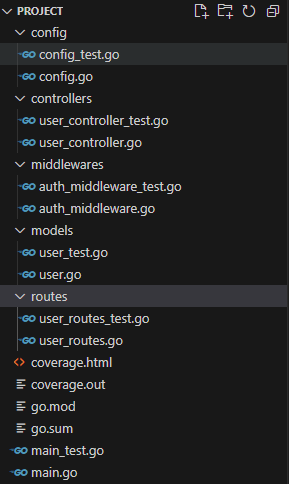 PROJECT
config
config_test.go
config.go
controllers
user_controller_test.go
user_controller.go
middlewares
auth_middleware_test.go
auth_middleware.go
models
user_test.go
user.go
routes
user_routes_test.go
user_routes.go
coverage.html
coverage.out
go.mod
go.sum
main_test.go
main.go